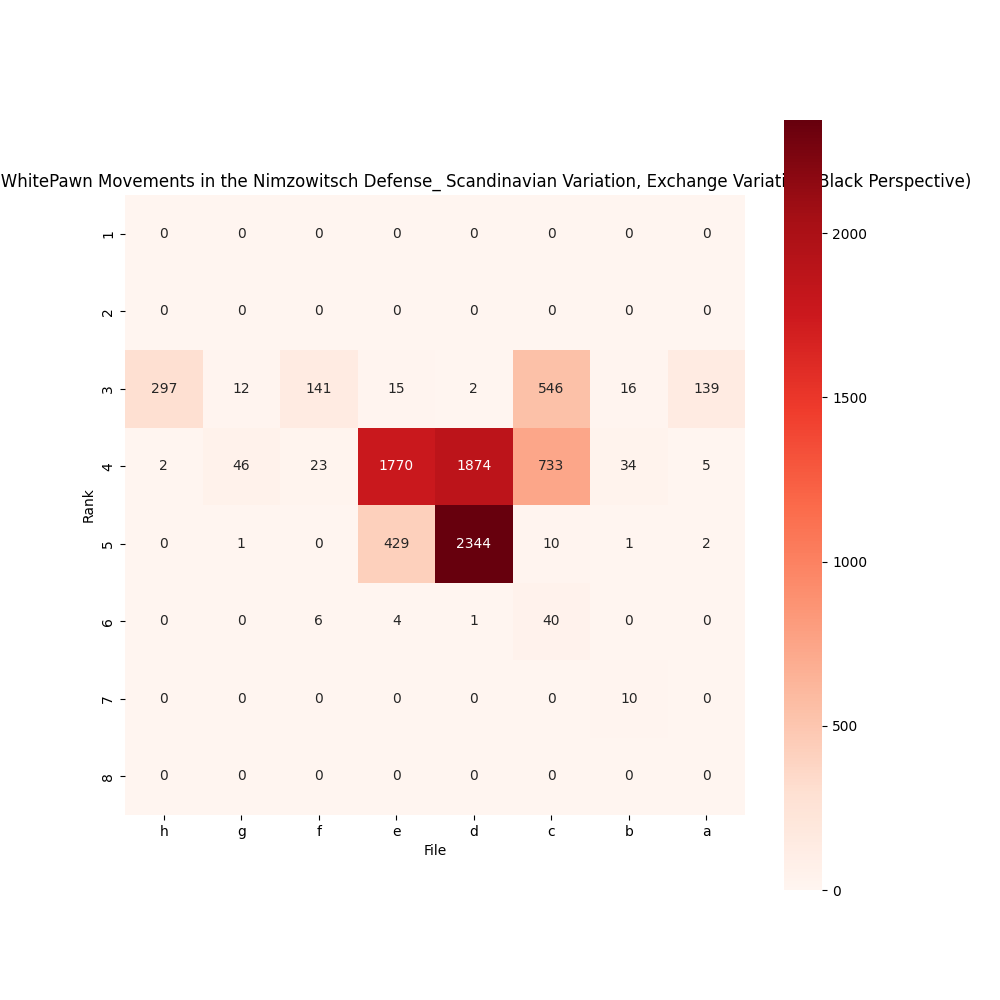 WhitePawn Movements in the Nimzowitsch Defense_ Scandinavian Variation, Exchange Variati Black Perspective)
2000
1 0 0 0 0 0 0 0 0
2 0 0 0 0 0 0 0 0
3 297 12 141 15 2 546 16 139
1500
4 2 46 23 1770 1874 733 34 5
Rank
5 0 1 0 429 2344 10 1 2
1000
6 0 0 6 4 1 40 0 0
7 0 0 0 0 0 0 10 0
500
8 0 0 0 0 0 0 0 0
h g f e d c b a
File
0